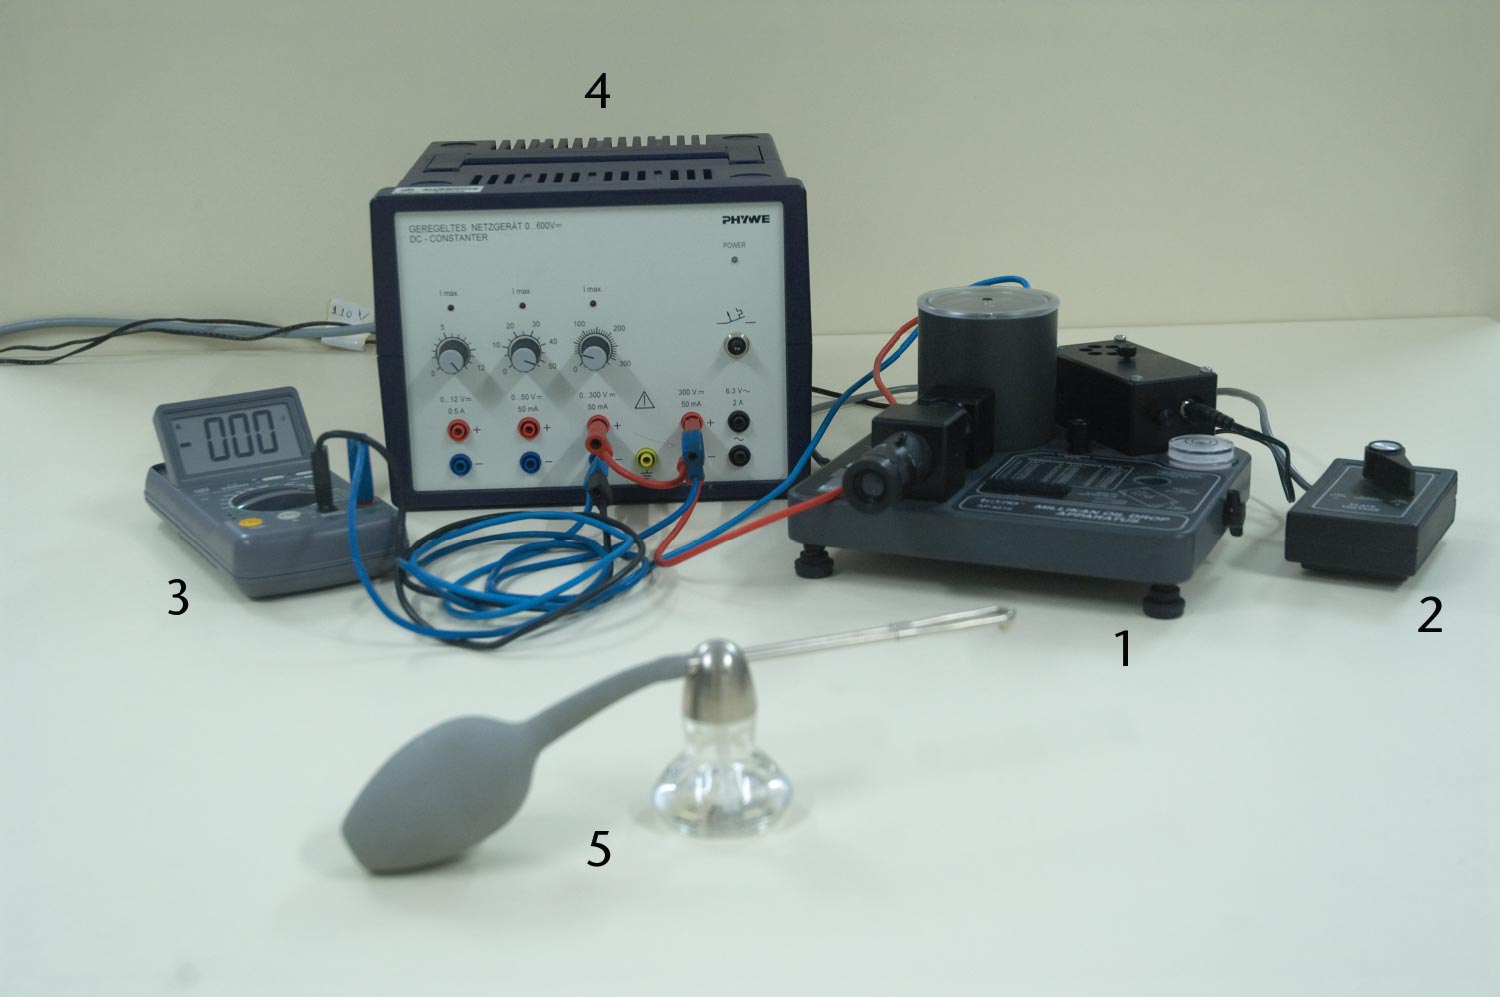 4
PHYWE
GEREGELTES NETZGERÄT 0...600V⎓
DC - CONSTANTER
POWER
I max.
I max.
I max.
5
0
12
10
20
30
40
50
0
100
200
300
0
0...12 V⎓
0.5 A
0...50 V⎓
50 mA
0...300 V⎓
50 mA
300 V⎓
50 mA
6.3 V~
2 A
+
-
+
-
+
-
+
-
~
110 V
000
MILLIKAN OIL DROP
APPARATUS
3
2
1
5